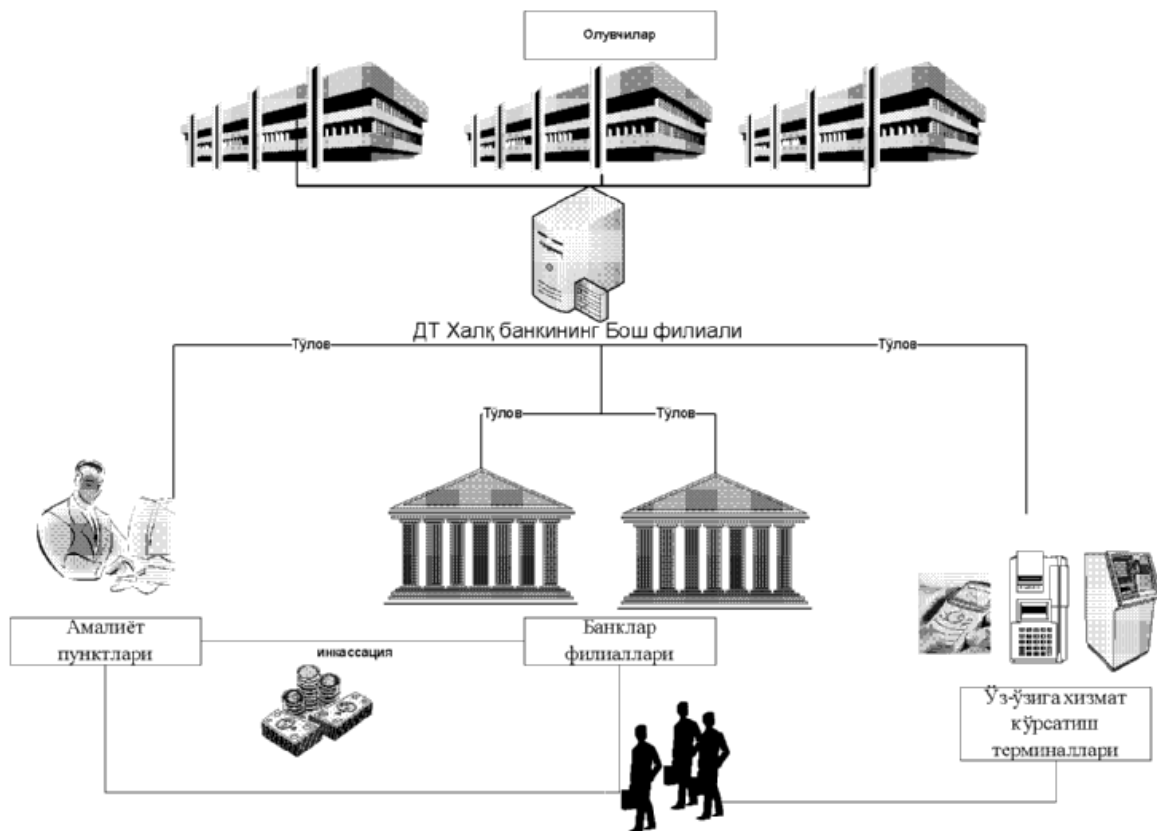 Олувчилар
ДТ Халқ банкининг Бош филиали
Тўлов
Тўлов
Тўлов
Тўлов
Амалиёт
пунктлари
инкассация
Банклар
филиаллари
Ўз-ўзига хизмат
кўрсатиш
терминаллари